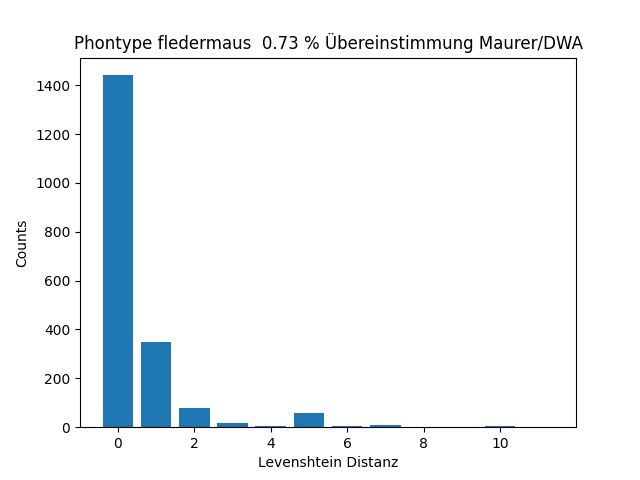 Phontype fledermaus  0.73 % Übereinstimmung Maurer/DWA
1400
1200
1000
800
600
400
200
0
Counts
0 2 4 6 8 10
Levenshtein Distanz